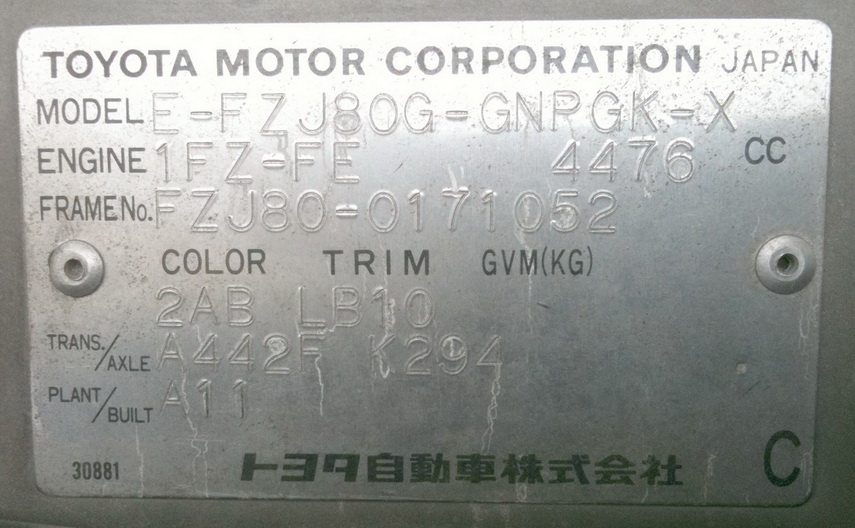 TOYOTA MOTOR CORPORATION JAPAN
MODEL E-FZJ80G-GNPGK-X
ENGINE 1FZ-FE 4476 CC
FRAME No. FZJ80-0171052
COLOR TRIM GVM(KG)
2AB LB10
TRANS./AXLE A442F K294
PLANT/BUILT A11
30881 トヨタ自動車株式会社 C